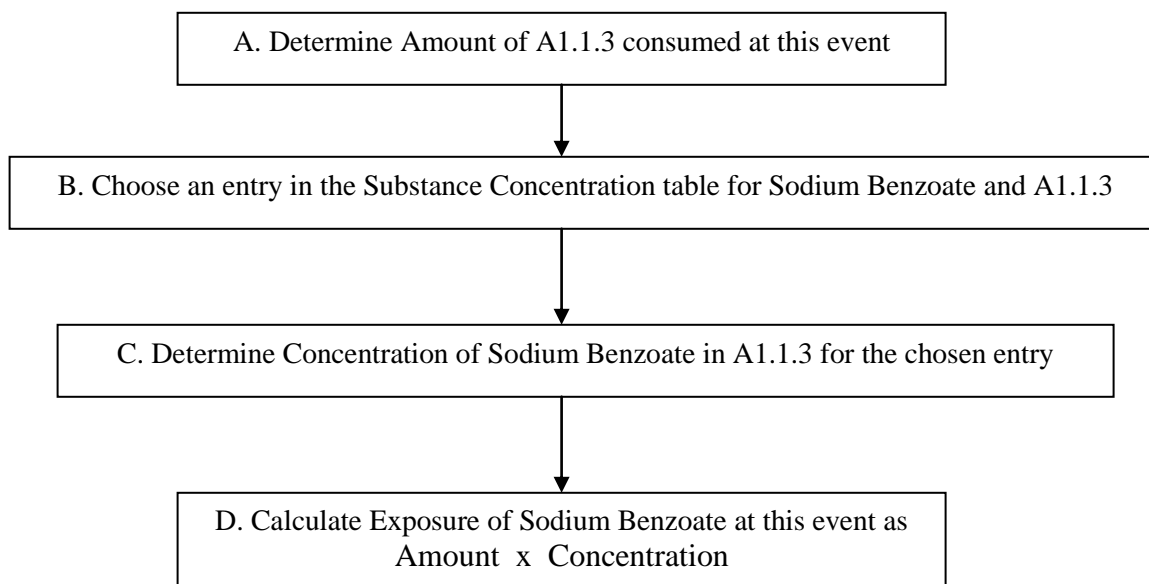 A. Determine Amount of A1.1.3 consumed at this event
B. Choose an entry in the Substance Concentration table for Sodium Benzoate and A1.1.3
C. Determine Concentration of Sodium Benzoate in A1.1.3 for the chosen entry
D. Calculate Exposure of Sodium Benzoate at this event as
Amount x Concentration